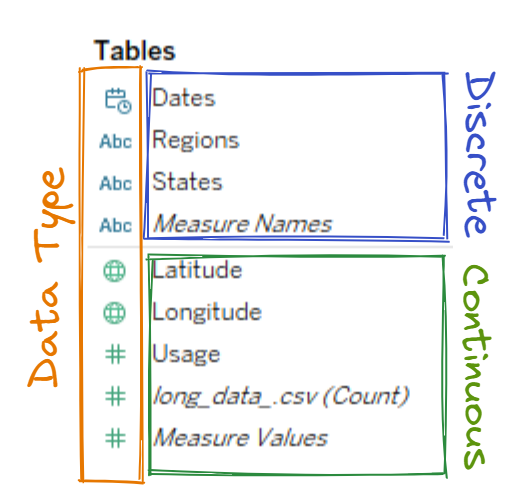 Tables
Dates
Abc Regions
Abc States
Abc Measure Names
Latitude
Longitude
# Usage
# long_data_.csv (Count)
# Measure Values
Data Type
Discrete
Continuous